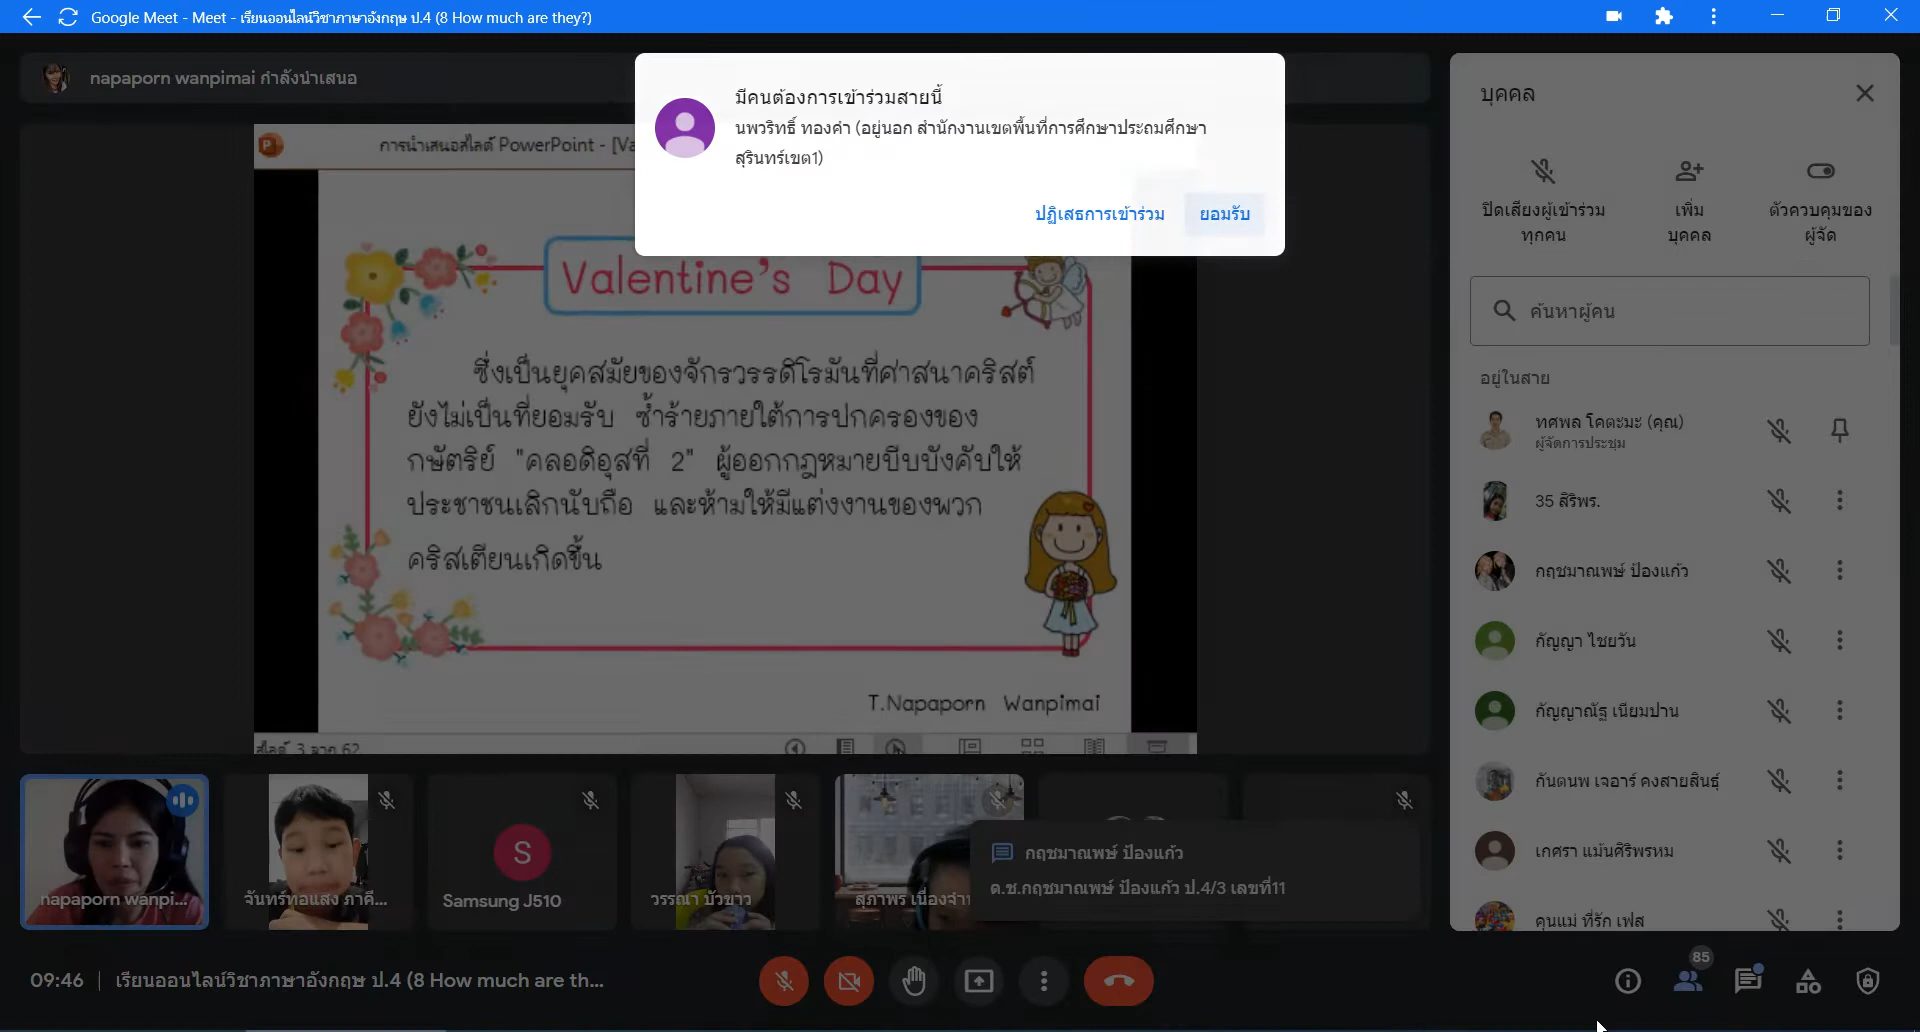 Google Meet - Meet - เรียนออนไลน์วิชาภาษาอังกฤษ ป.4 (8 How much are they?)
napaporn wanpimai กำลังนำเสนอ
มีคนต้องการเข้าร่วมสายนี้
นพวริทธิ์ ทองคำ (อยู่นอก สำนักงานเขตพื้นที่การศึกษาประถมศึกษา
สุรินทร์เขต1)
ปฏิเสธการเข้าร่วม
ยอมรับ
การนำเสนอสไลด์ PowerPoint - [Va
Valentine's Day
ซึ่งเป็นยุคสมัยของจักรวรรดิโรมันที่ศาสนาคริสต์
ยังไม่เป็นที่ยอมรับ ซ้ำร้ายภายใต้การปกครองของ
กษัตริย์ "คลอดิอุสที่ 2" ผู้ออกกฎหมายบีบบังคับให้
ประชาชนเลิกนับถือ และห้ามให้มีแต่งงานของพวก
คริสเตียนเกิดขึ้น
T.Napaporn Wanpimai
สไลด์ 3 จาก 62
บุคคล
ปิดเสียงผู้เข้าร่วม
ทุกคน
เพิ่ม
บุคคล
ตัวควบคุมของ
ผู้จัด
ค้นหาผู้คน
อยู่ในสาย
ทศพล โคตะมะ (คุณ)
ผู้จัดการประชุม
35 สิริพร.
กฤชมาณพษ์ ป้องแก้ว
กัญญา ไชยวัน
กัญญาณัฐ เนียมปาน
กันตนพ เจอาร์ คงสายสินธุ์
เกศรา แม้นศิริพรหม
คุนแม่ ที่รัก เฟส
napaporn wanpi...
จันทร์ทอแสง ภาคี...
S
Samsung J510
วรรณา บัวขาว
สุภาพร เนื่องจำน
กฤชมาณพษ์ ป้องแก้ว
ด.ช.กฤชมาณพษ์ ป้องแก้ว ป.4/3 เลขที่11
09:46 | เรียนออนไลน์วิชาภาษาอังกฤษ ป.4 (8 How much are th...
85